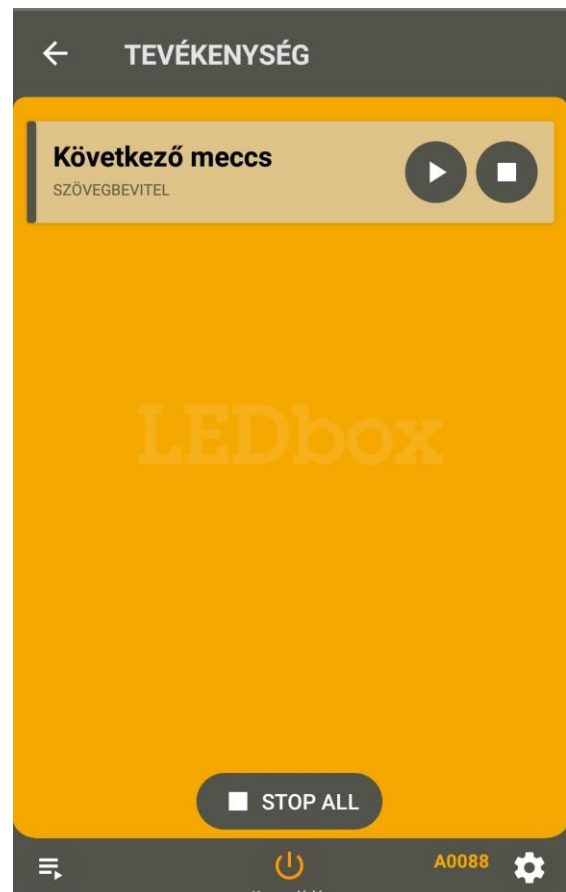 TEVÉKENYSÉG
Következő meccs
SZÖVEGBEVITEL
LEDbox
STOP ALL
A0088